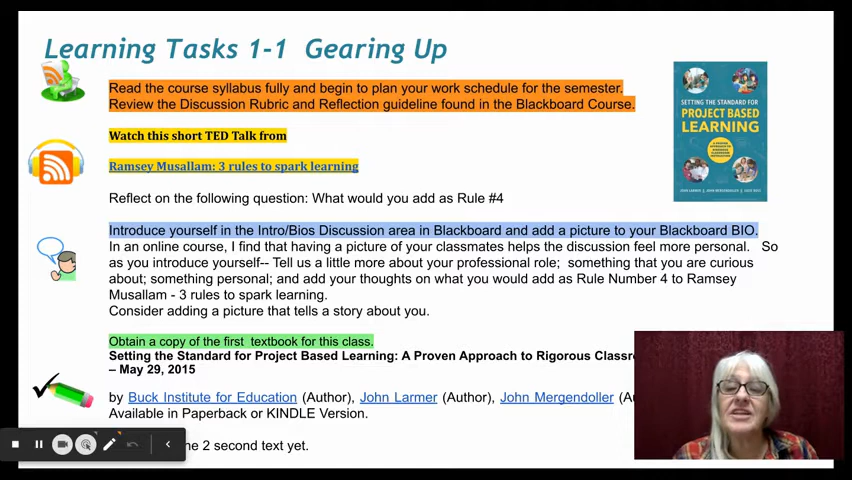 Learning Tasks 1-1  Gearing Up
Read the course syllabus fully and begin to plan your work schedule for the semester.
Review the Discussion Rubric and Reflection guideline found in the Blackboard Course.
Watch this short TED Talk from
Ramsey Musallam: 3 rules to spark learning
Reflect on the following question: What would you add as Rule #4
Introduce yourself in the Intro/Bios Discussion area in Blackboard and add a picture to your Blackboard BIO.
In an online course, I find that having a picture of your classmates helps the discussion feel more personal.   So
as you introduce yourself-- Tell us a little more about your professional role;  something that you are curious
about; something personal; and add your thoughts on what you would add as Rule Number 4 to Ramsey
Musallam - 3 rules to spark learning.
Consider adding a picture that tells a story about you.
Obtain a copy of the first  textbook for this class.
Setting the Standard for Project Based Learning: A Proven Approach to Rigorous Classr
– May 29, 2015
by Buck Institute for Education (Author), John Larmer (Author), John Mergendoller (Au
Available in Paperback or KINDLE Version.
he 2 second text yet.
SETTING THE STANDARD FOR
PROJECT BASED
LEARNING
JOHN LARMER
JOHN MERGENDOLLER
SUZIE BOSS